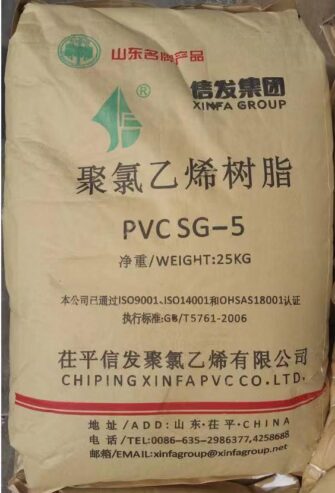 山东名牌产品
信发集团
XINFA GROUP
®
聚氯乙烯树脂
PVC SG-5
净重/WEIGHT:25KG
本公司已通过ISO9001、ISO14001和OHSAS18001认证
执行标准:GB/T5761-2006
茌平信发聚氯乙烯有限公司
CHIPING XINFA PVC CO.LTD.
地址/ADD:山东·茌平·CHINA
电话/TEL:0086-635-2986377,4258688
邮箱/EMAIL:xinfagroup@xinfagroup.net